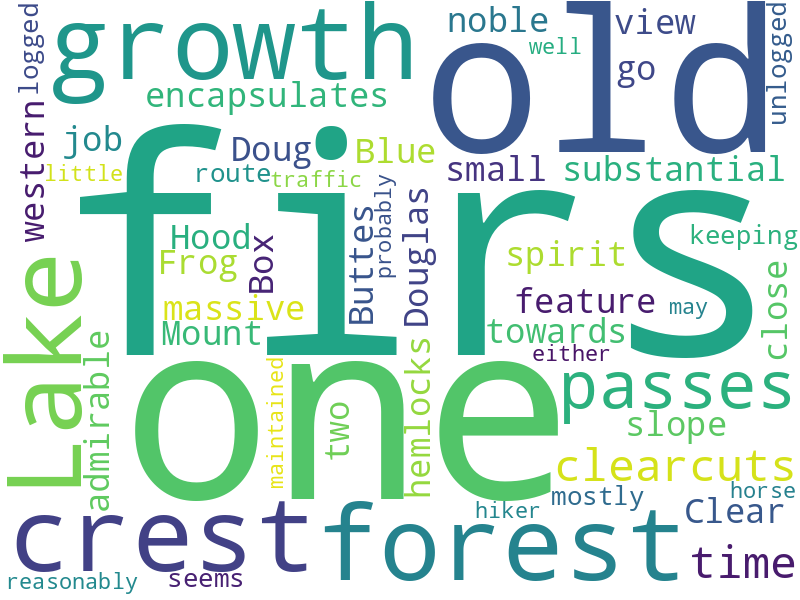 logged
growth
old
noble
view
unlogged
well
go
encapsulates
western
job
Doug
Blue
small
substantial
little
route
traffic
firs
probably
Buttes
Douglas
Hood
Box
Frog
spirit
keeping
massive
feature
may
close
Mount
towards
either
Lake
admirable
one
maintained
two
hemlocks
passes
slope
clearcuts
mostly
horse
crest
forest
hiker
Clear
time
reasonably
seems